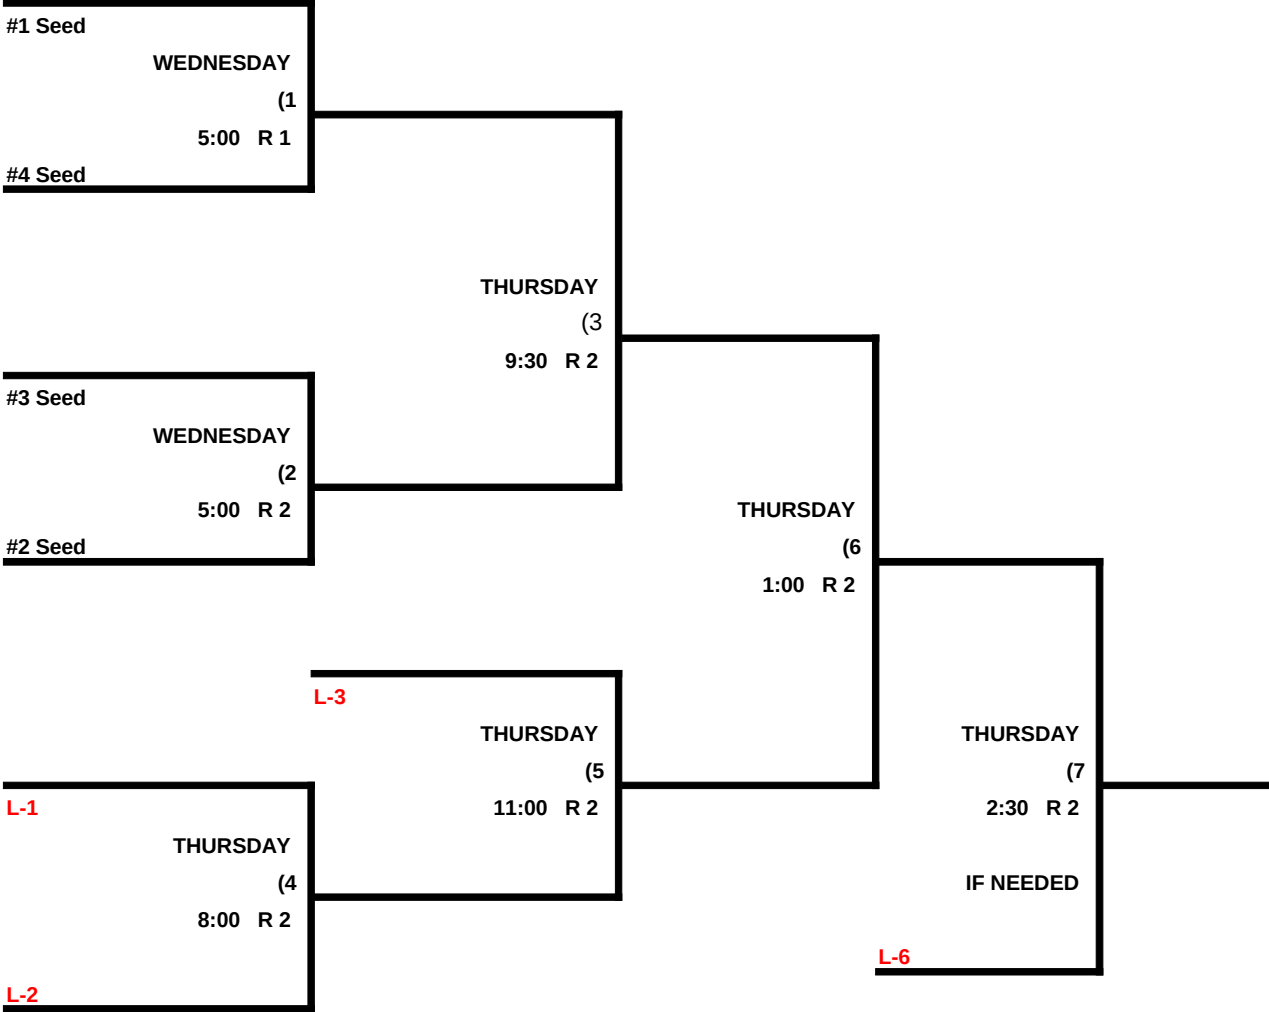 #1 Seed
WEDNESDAY
(1
5:00 R 1
#4 Seed
THURSDAY
(3
9:30 R 2
#3 Seed
WEDNESDAY
(2
5:00 R 2
#2 Seed
THURSDAY
(6
1:00 R 2
L-3
THURSDAY
(5
11:00 R 2
L-1
THURSDAY
(4
8:00 R 2
L-2
THURSDAY
(7
2:30 R 2
IF NEEDED
L-6